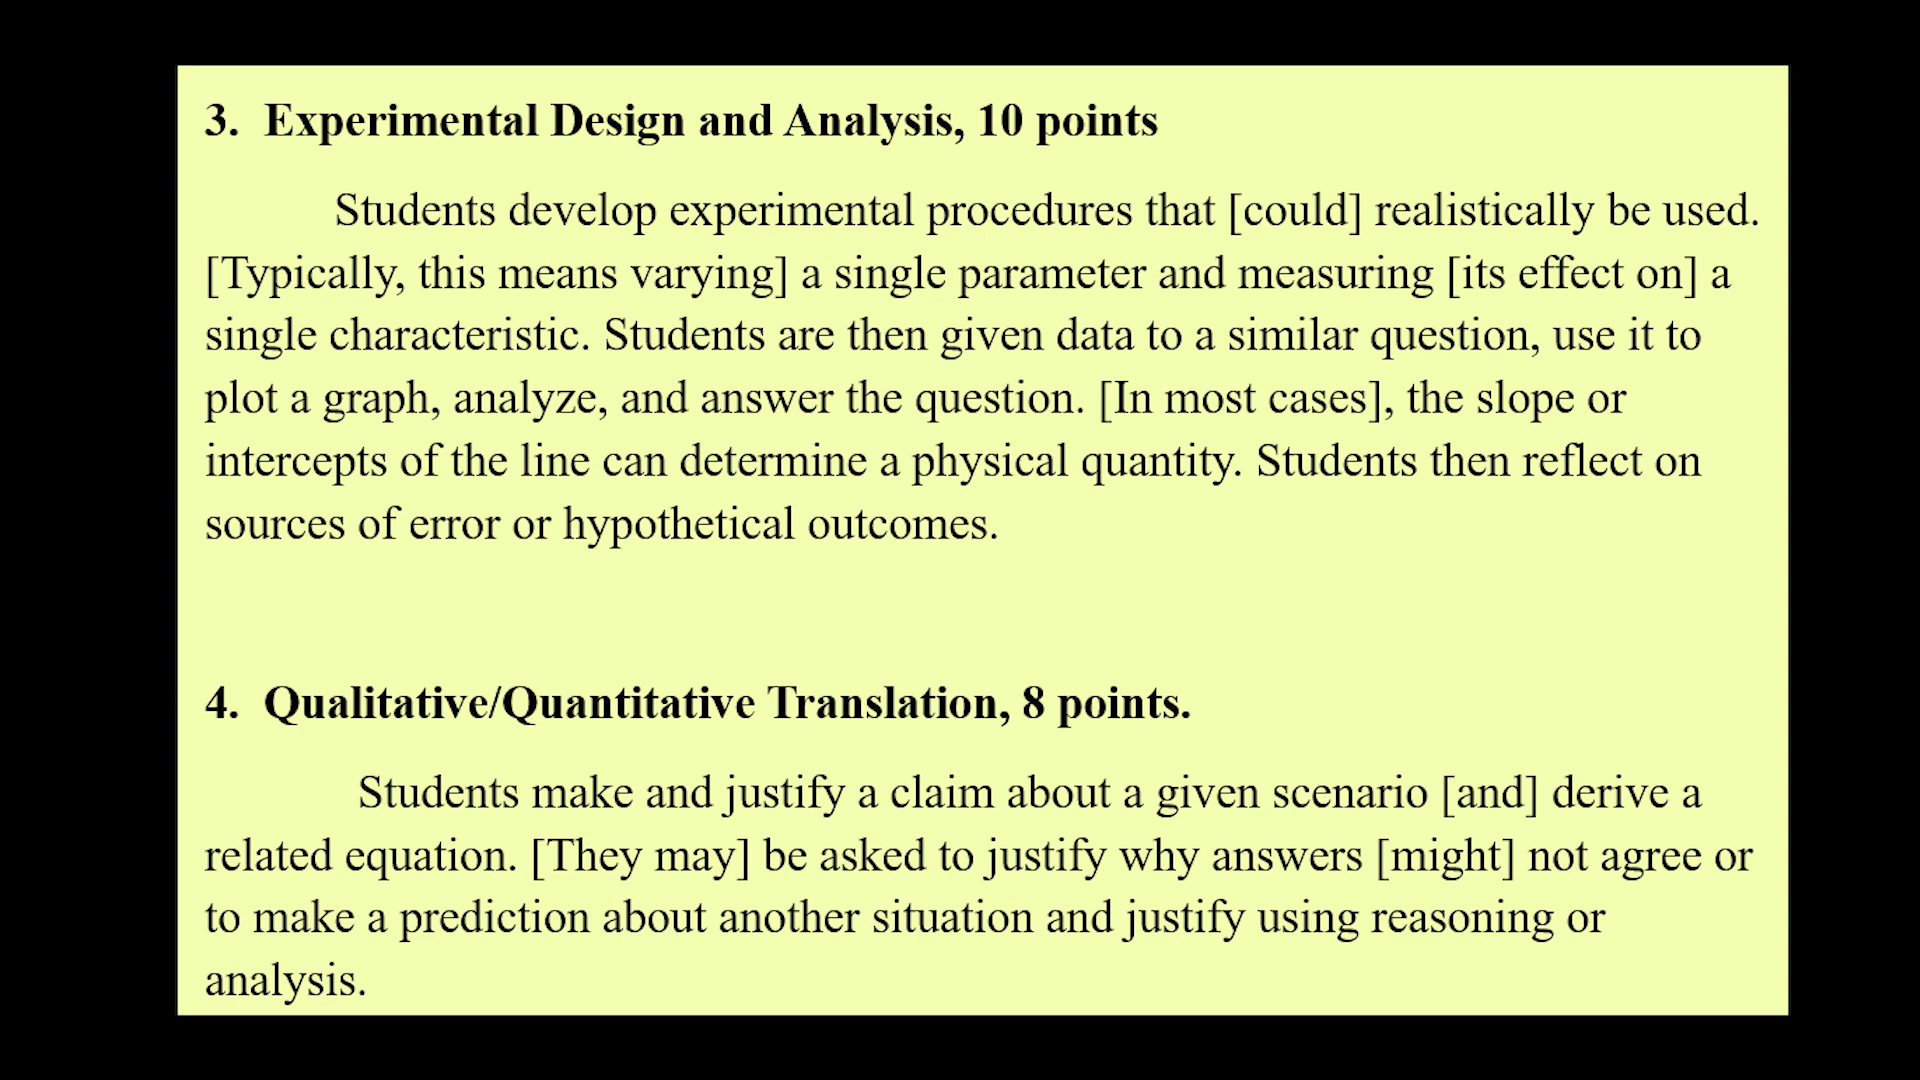 3. Experimental Design and Analysis, 10 points
Students develop experimental procedures that [could] realistically be used.
[Typically, this means varying] a single parameter and measuring [its effect on] a
single characteristic. Students are then given data to a similar question, use it to
plot a graph, analyze, and answer the question. [In most cases], the slope or
intercepts of the line can determine a physical quantity. Students then reflect on
sources of error or hypothetical outcomes.
4. Qualitative/Quantitative Translation, 8 points.
Students make and justify a claim about a given scenario [and] derive a
related equation. [They may] be asked to justify why answers [might] not agree or
to make a prediction about another situation and justify using reasoning or
analysis.